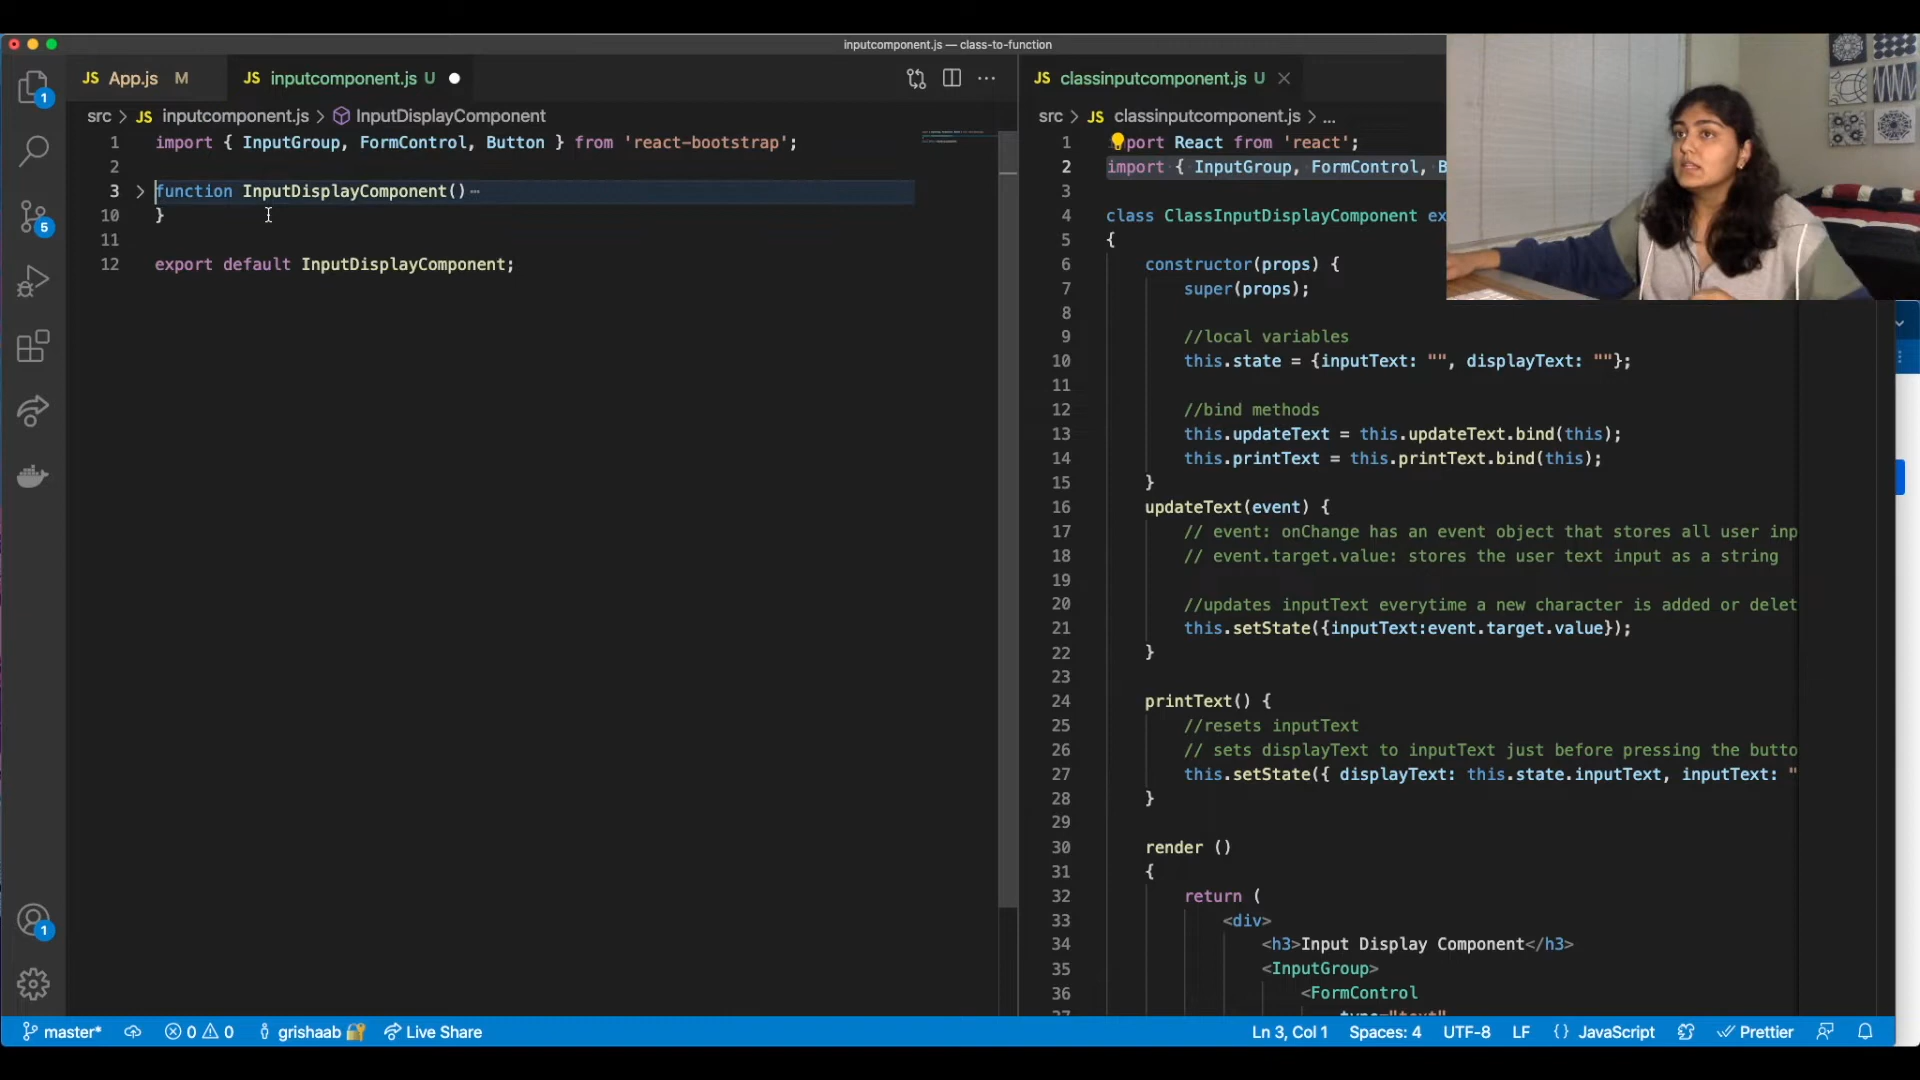 inputcomponent.js — class-to-function
JS App.js M
JS inputcomponent.js U
src > JS inputcomponent.js > InputDisplayComponent
1 import { InputGroup, FormControl, Button } from 'react-bootstrap';
2
3 function InputDisplayComponent() ⋯
10 }
11
12 export default InputDisplayComponent;
1
5
1
JS classinputcomponent.js U
src > JS classinputcomponent.js > ...
1 port React from 'react';
2 import { InputGroup, FormControl, B
3
4 class ClassInputDisplayComponent ex
5 {
6 constructor(props) {
7 super(props);
8
9 //local variables
10 this.state = {inputText: "", displayText: ""};
11
12 //bind methods
13 this.updateText = this.updateText.bind(this);
14 this.printText = this.printText.bind(this);
15 }
16 updateText(event) {
17 // event: onChange has an event object that stores all user inp
18 // event.target.value: stores the user text input as a string
19
20 //updates inputText everytime a new character is added or delet
21 this.setState({inputText:event.target.value});
22 }
23
24 printText() {
25 //resets inputText
26 // sets displayText to inputText just before pressing the butto
27 this.setState({ displayText: this.state.inputText, inputText: "
28 }
29
30 render ()
31 {
32 return (
33 <div>
34 <h3>Input Display Component</h3>
35 <InputGroup>
36 <FormControl
master* 0 0 grishaab Live Share Ln 3, Col 1 Spaces: 4 UTF-8 LF {} JavaScript Prettier